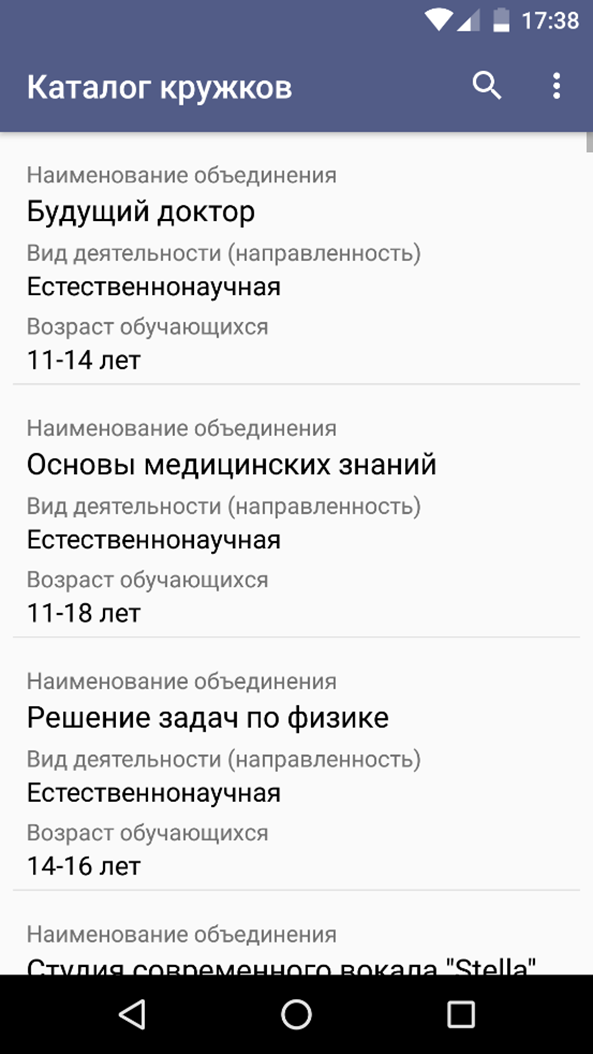 17:38
Каталог кружков
Наименование объединения
Будущий доктор
Вид деятельности (направленность)
Естественнонаучная
Возраст обучающихся
11-14 лет
Наименование объединения
Основы медицинских знаний
Вид деятельности (направленность)
Естественнонаучная
Возраст обучающихся
11-18 лет
Наименование объединения
Решение задач по физике
Вид деятельности (направленность)
Естественнонаучная
Возраст обучающихся
14-16 лет
Наименование объединения
Студия современного вокала "Stella"